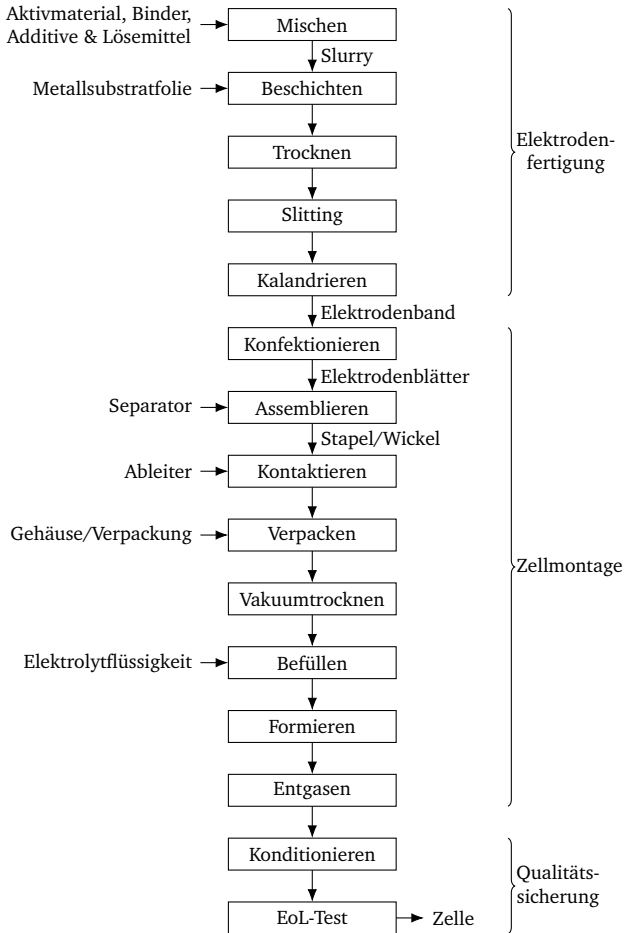 Aktivmaterial, Binder,
Additive & Lösemittel
Mischen
Slurry
Metallsubstratfolie
Beschichten
Trocknen
Elektroden-
fertigung
Slitting
Kalandrieren
Elektrodenband
Konfektionieren
Elektrodenblätter
Separator
Assemblieren
Stapel/Wickel
Ableiter
Kontaktieren
Gehäuse/Verpackung
Verpacken
Zellmontage
Vakuumtrocknen
Elektrolytflüssigkeit
Befüllen
Formieren
Entgasen
Konditionieren
Qualitäts-
sicherung
EoL-Test
Zelle